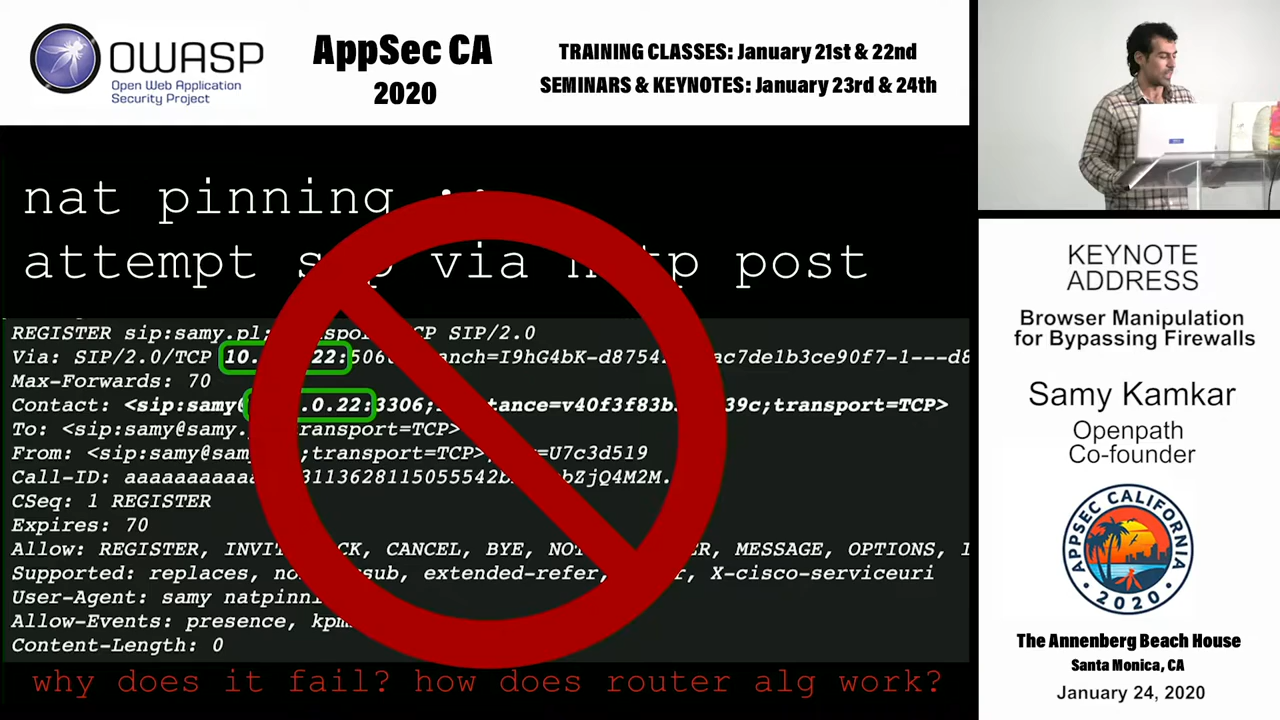 OWASP
Open Web Application
Security Project
AppSec CA
2020
TRAINING CLASSES: January 21st & 22nd
SEMINARS & KEYNOTES: January 23rd & 24th
nat pinning ::
attempt via http post
REGISTER sip:samy.pl; SIP/2.0
Via: SIP/2.0/TCP 10. 22:
Max-Forwards: 70
Contact: <sip:samy@ .0.22:3306; v40f3f83b ;transport=TCP>
To: <sip:samy@samy. transport=TCP>
From: <sip:samy@sam ;transport=TCP> U7c3d519
Call-ID:
CSeq: 1 REGISTER
Expires: 70
Allow: REGISTER, CANCEL, BYE, MESSAGE, OPTIONS,
Supported: replaces, extended-refer, X-cisco-serviceuri
User-Agent: samy
Allow-Events: presence,
Content-Length: 0
why does it fail? how does router alg work?
KEYNOTE
ADDRESS
Browser Manipulation
for Bypassing Firewalls
Samy Kamkar
Openpath
Co-founder
APPSEC CALIFORNIA
2020
The Annenberg Beach House
Santa Monica, CA
January 24, 2020